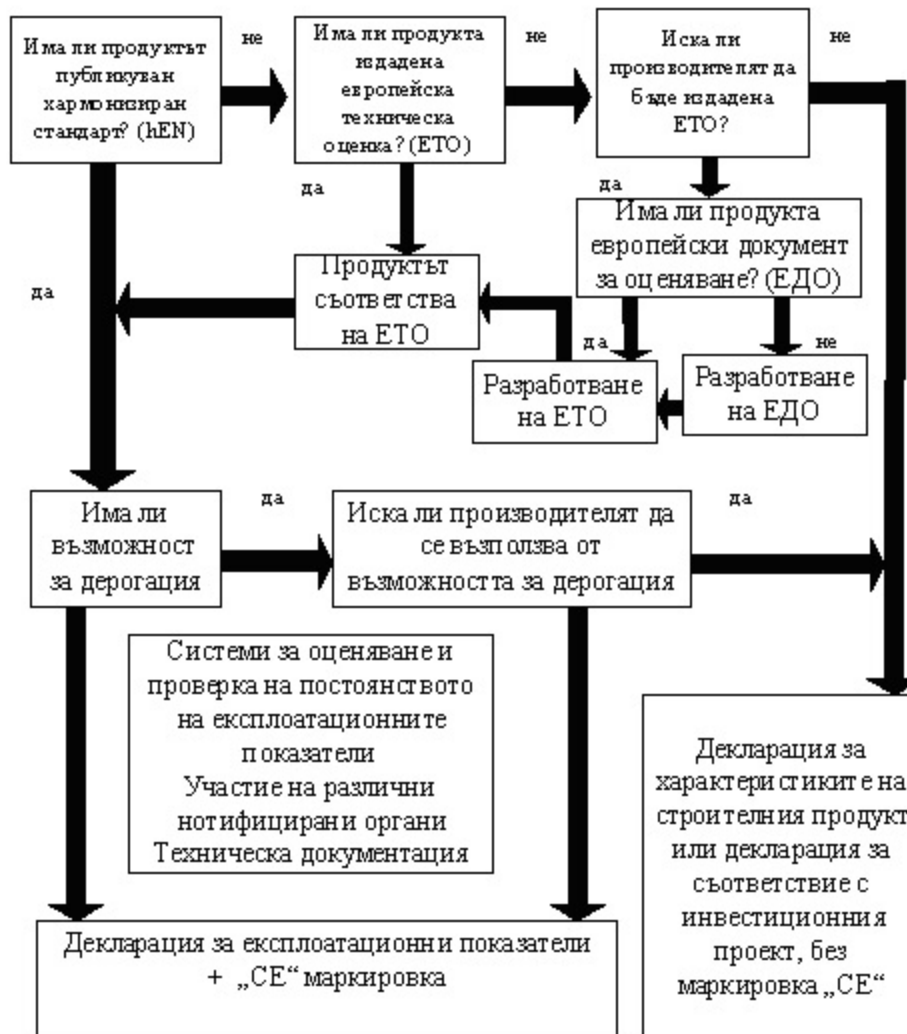 Има ли продуктът
публикуван
хармонизиран
стандарт? (hEN)
не
Има ли продукта
издадена
европейска
техническа
оценка? (ЕТО)
не
Иска ли
производителят да
бъде издадена
ЕТО?
не
да
да
да
Има ли продукта
европейски документ
за оценяване? (ЕДО)
Продуктът
съответства
на ЕТО
да
не
Разработване
на ЕТО
Разработване
на ЕДО
Има ли
възможност
за дерогация
да
Иска ли производителят да
се възползва от
възможността за дерогация
да
Системи за оценяване и
проверка на постоянството
на експлоатационните
показатели
Участие на различни
нотифицирани органи
Техническа документация
Декларация за
характеристиките на
строителния продукт
или декларация за
съответствие с
инвестиционния
проект, без
маркировка „СЕ“
Декларация за експлоатационни показатели
+ „СЕ“ маркировка